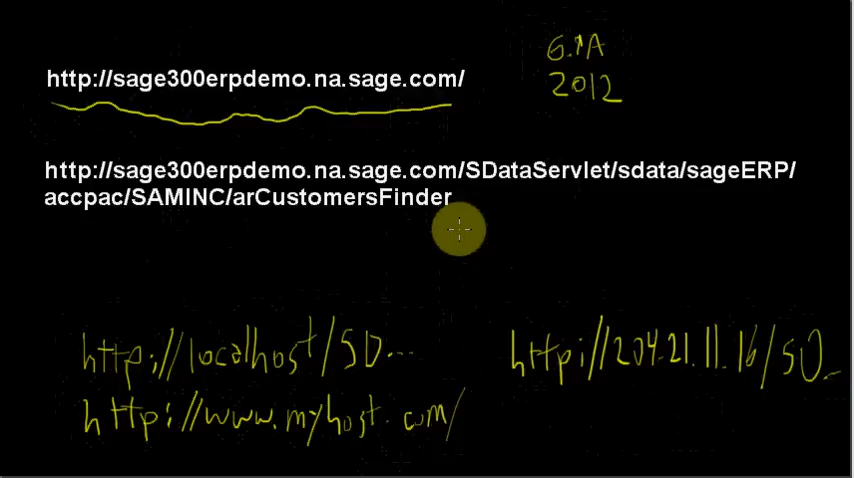 http://sage300erpdemo.na.sage.com/
6.1A
2012
http://sage300erpdemo.na.sage.com/SDataServlet/sdata/sageERP/
accpac/SAMINC/arCustomersFinder
http://localhost/SD...
http://www.myhost.com/
http://204.21.11.16/SD..